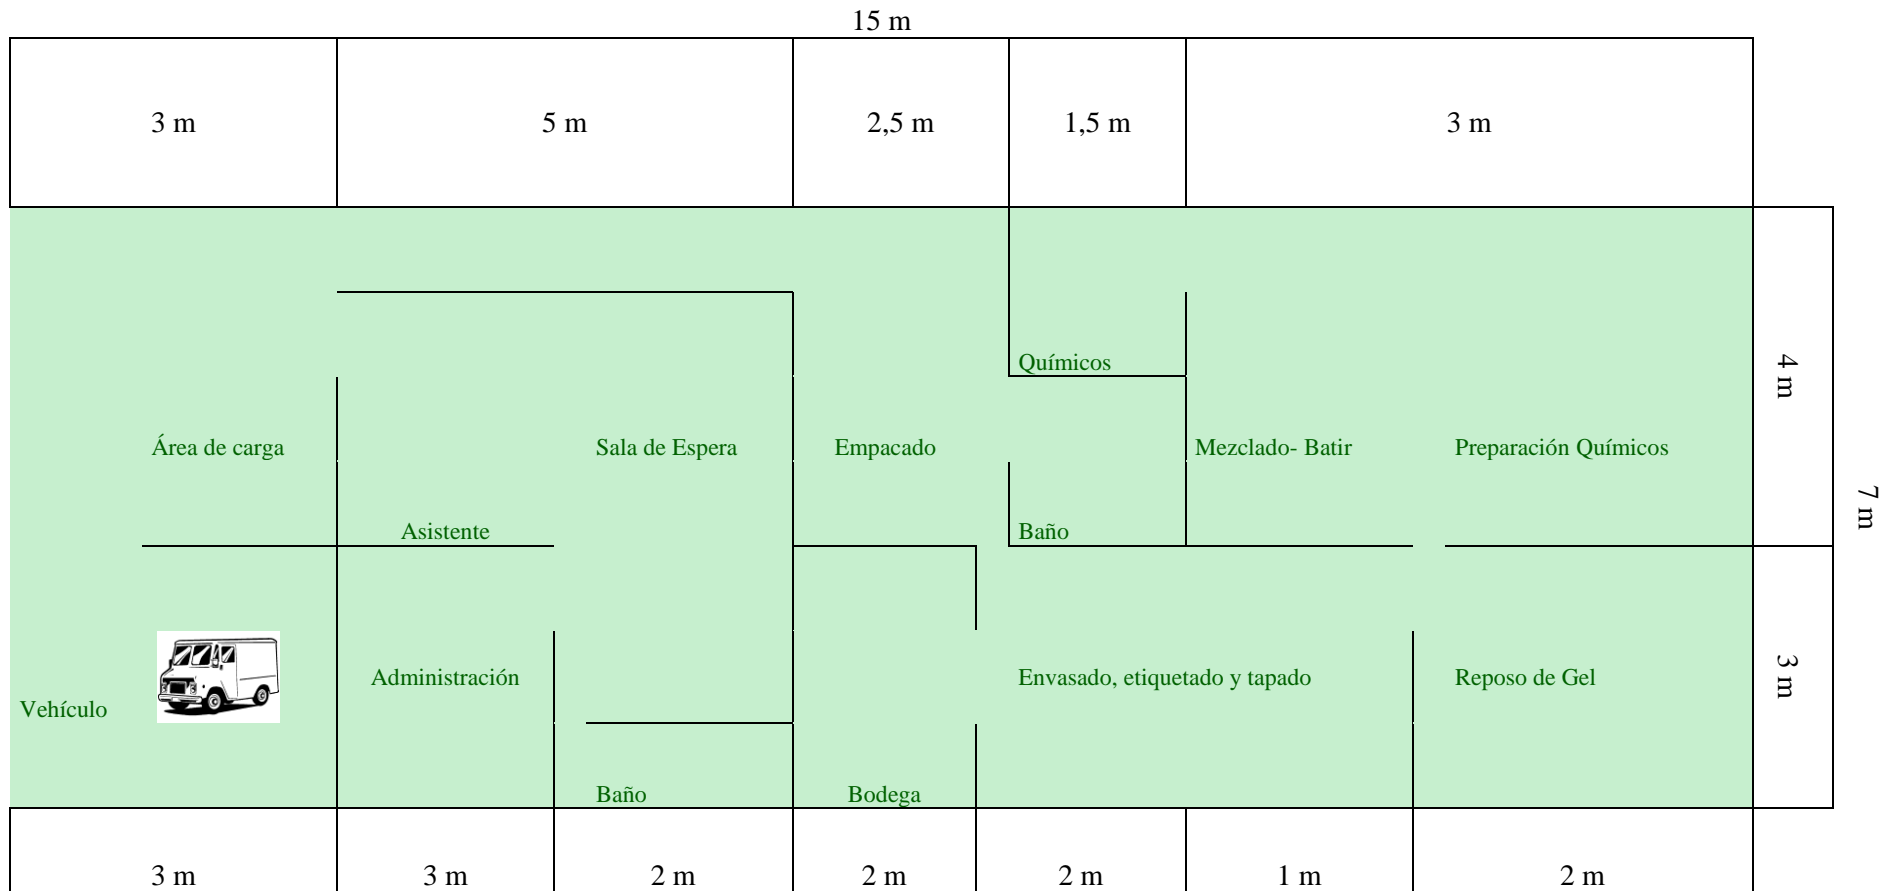 15 m
3 m
5 m
2,5 m
1,5 m
3 m
Químicos
4 m
Área de carga
Sala de Espera
Empacado
Mezclado- Batir
Preparación Químicos
7 m
Asistente
Baño
Administración
Envasado, etiquetado y tapado
Reposo de Gel
3 m
Vehículo
Baño
Bodega
3 m
3 m
2 m
2 m
2 m
1 m
2 m